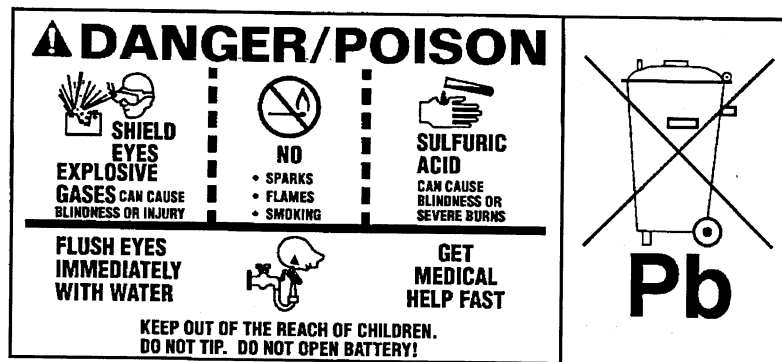 DANGER/POISON
SHIELD
EYES
EXPLOSIVE
GASES CAN CAUSE
BLINDNESS OR INJURY
NO
• SPARKS
• FLAMES
• SMOKING
SULFURIC
ACID
CAN CAUSE
BLINDNESS OR
SEVERE BURNS
FLUSH EYES
IMMEDIATELY
WITH WATER
GET
MEDICAL
HELP FAST
KEEP OUT OF THE REACH OF CHILDREN.
DO NOT TIP. DO NOT OPEN BATTERY!
Pb